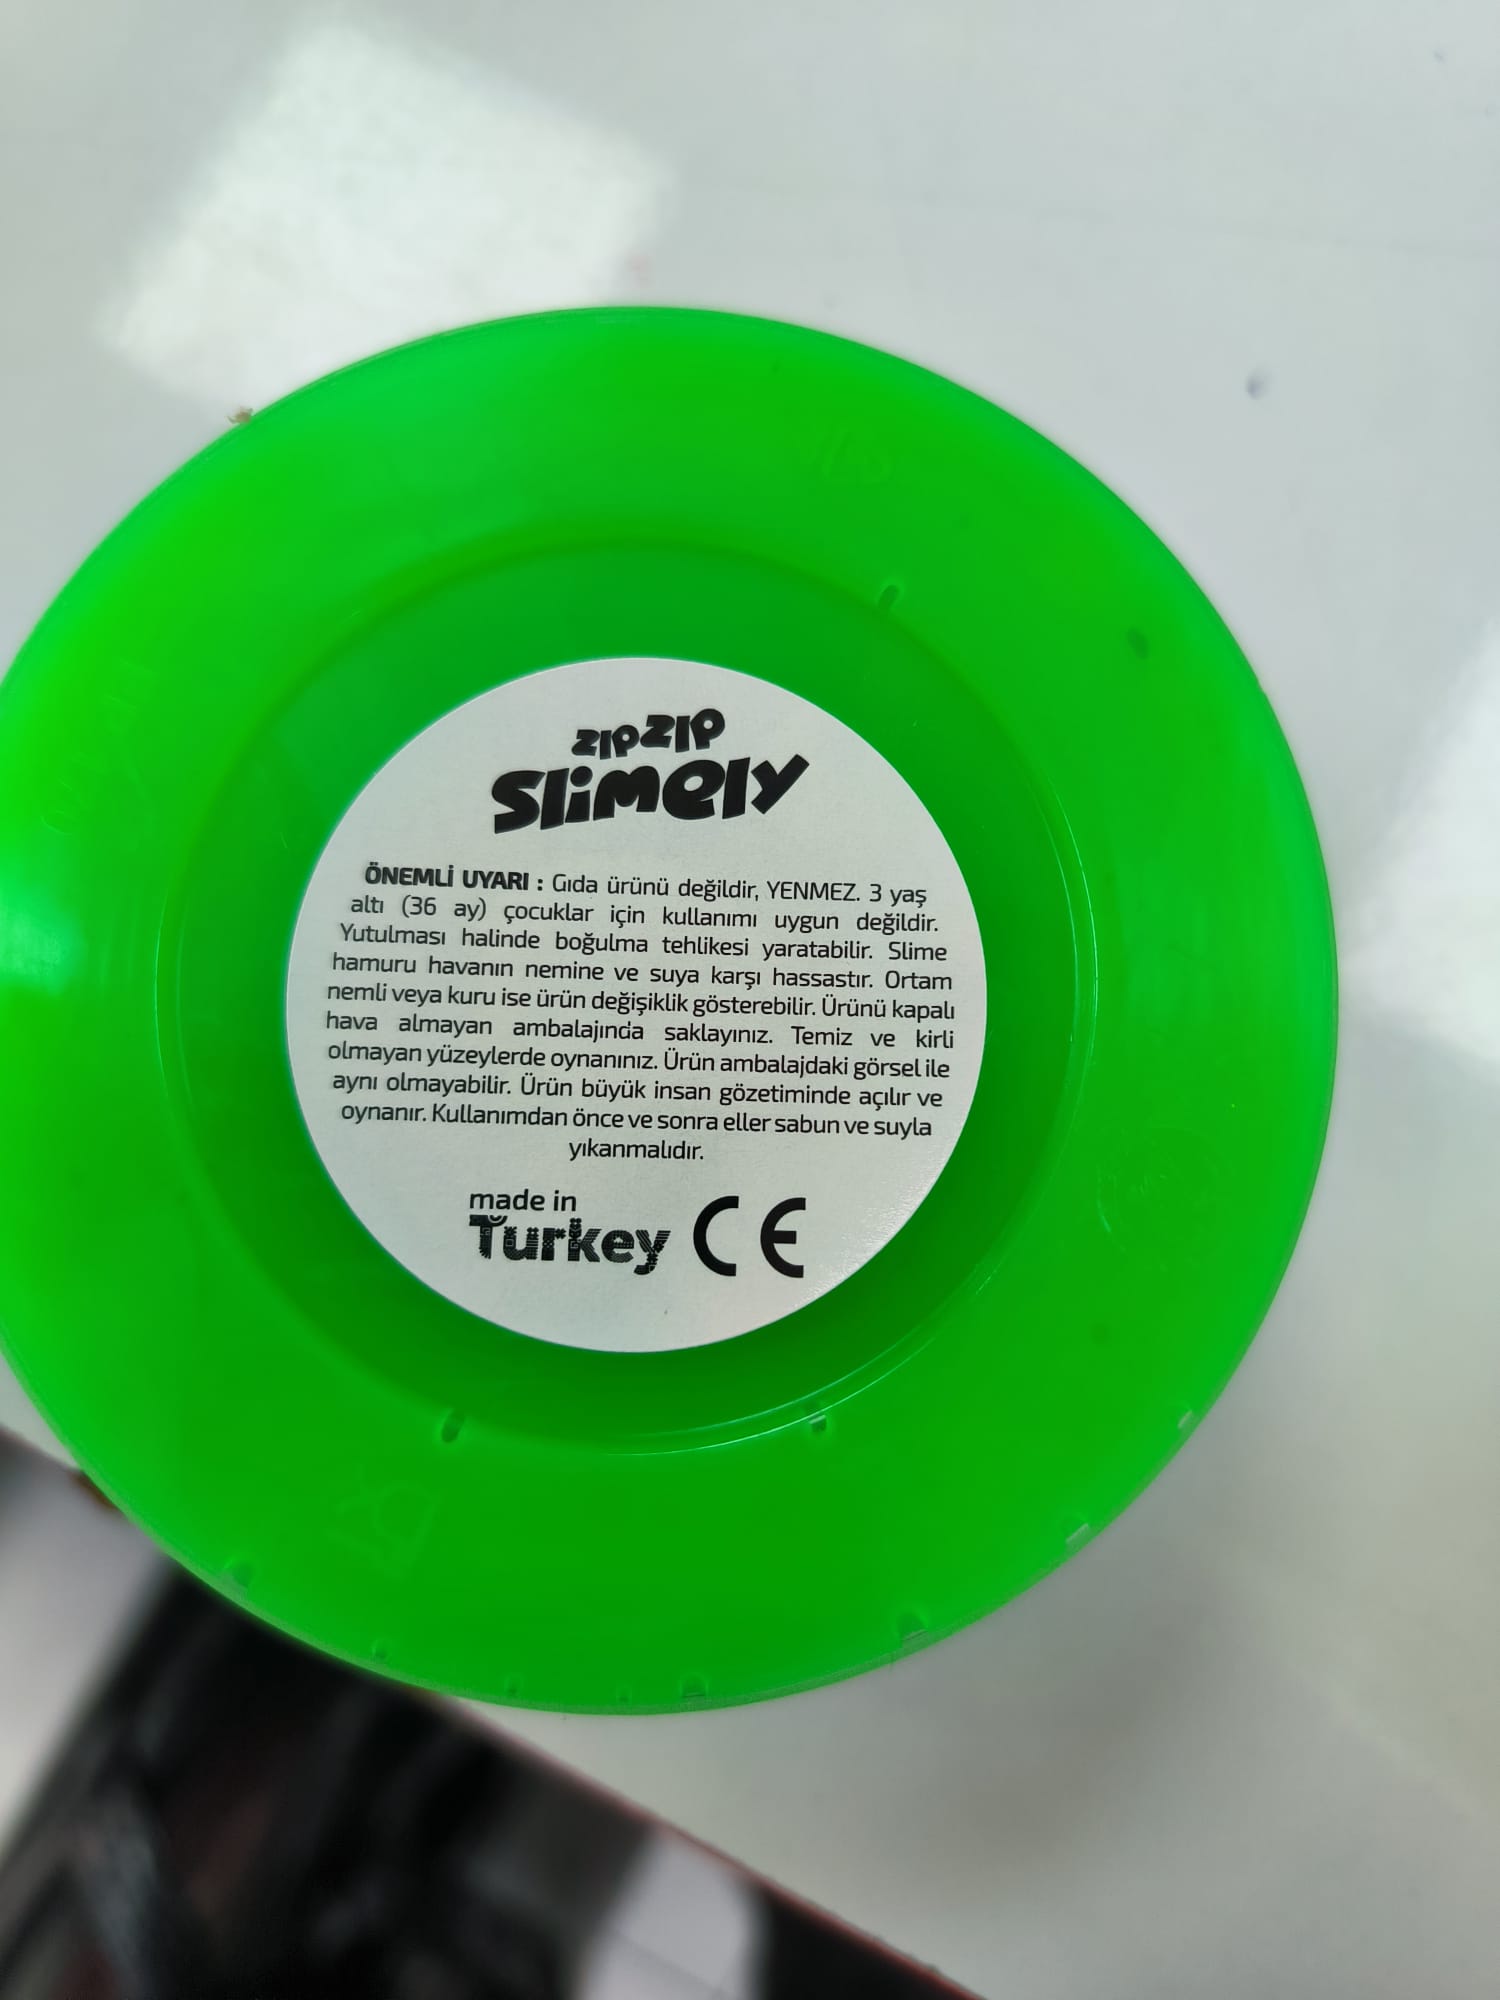 ZIPZIP
Slimely
ÖNEMLİ UYARI : Gıda ürünü değildir, YENMEZ. 3 yaş
altı (36 ay) çocuklar için kullanımı uygun değildir.
Yutulması halinde boğulma tehlikesi yaratabilir. Slime
hamuru havanın nemine ve suya karşı hassastır. Ortam
nemli veya kuru ise ürün değişiklik gösterebilir. Ürünü kapalı
hava almayan ambalajında saklayınız. Temiz ve kirli
olmayan yüzeylerde oynanınız. Ürün ambalajdaki görsel ile
aynı olmayabilir. Ürün büyük insan gözetiminde açılır ve
oynanır. Kullanımdan önce ve sonra eller sabun ve suyla
yıkanmalıdır.
made in
Turkey CE